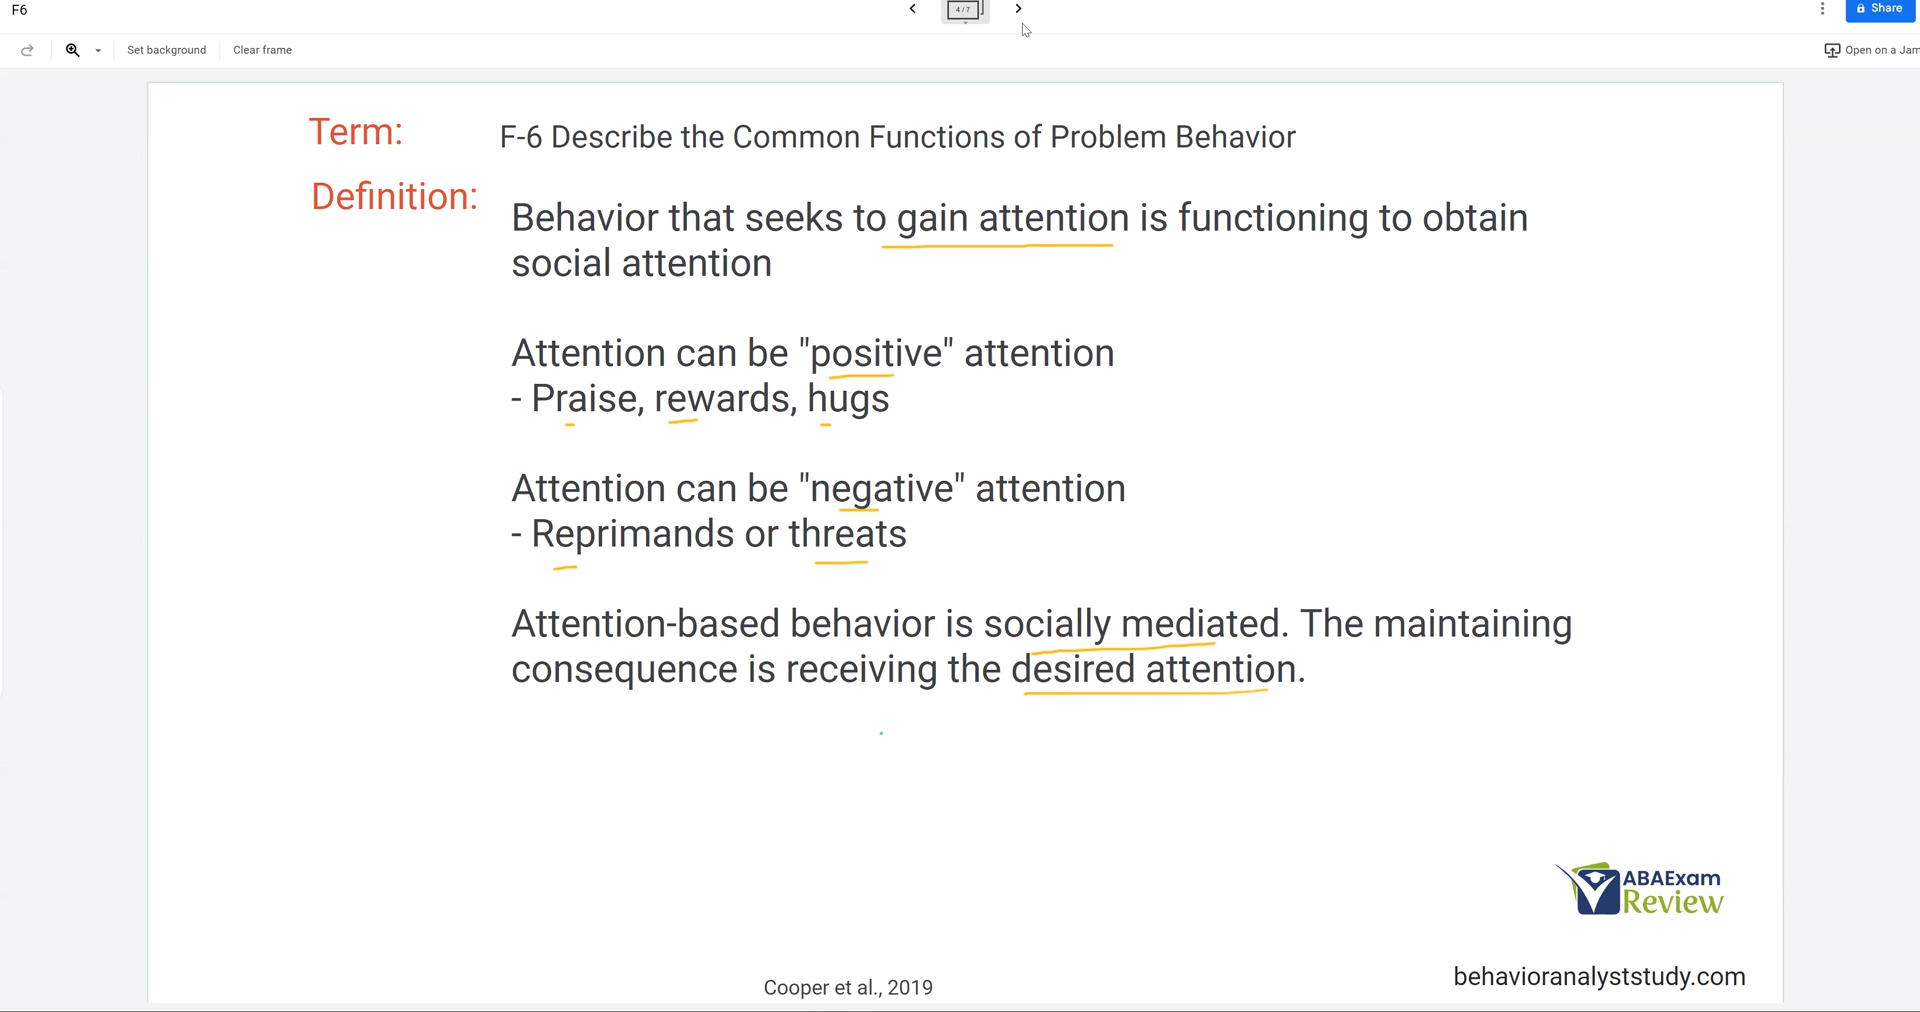 F6
4 / 7
Share
Set background
Clear frame
Open on a Jam
Term:
F-6 Describe the Common Functions of Problem Behavior
Definition:
Behavior that seeks to gain attention is functioning to obtain
social attention
Attention can be "positive" attention
- Praise, rewards, hugs
Attention can be "negative" attention
- Reprimands or threats
Attention-based behavior is socially mediated. The maintaining
consequence is receiving the desired attention.
ABAExam
Review
behavioranalyststudy.com
Cooper et al., 2019